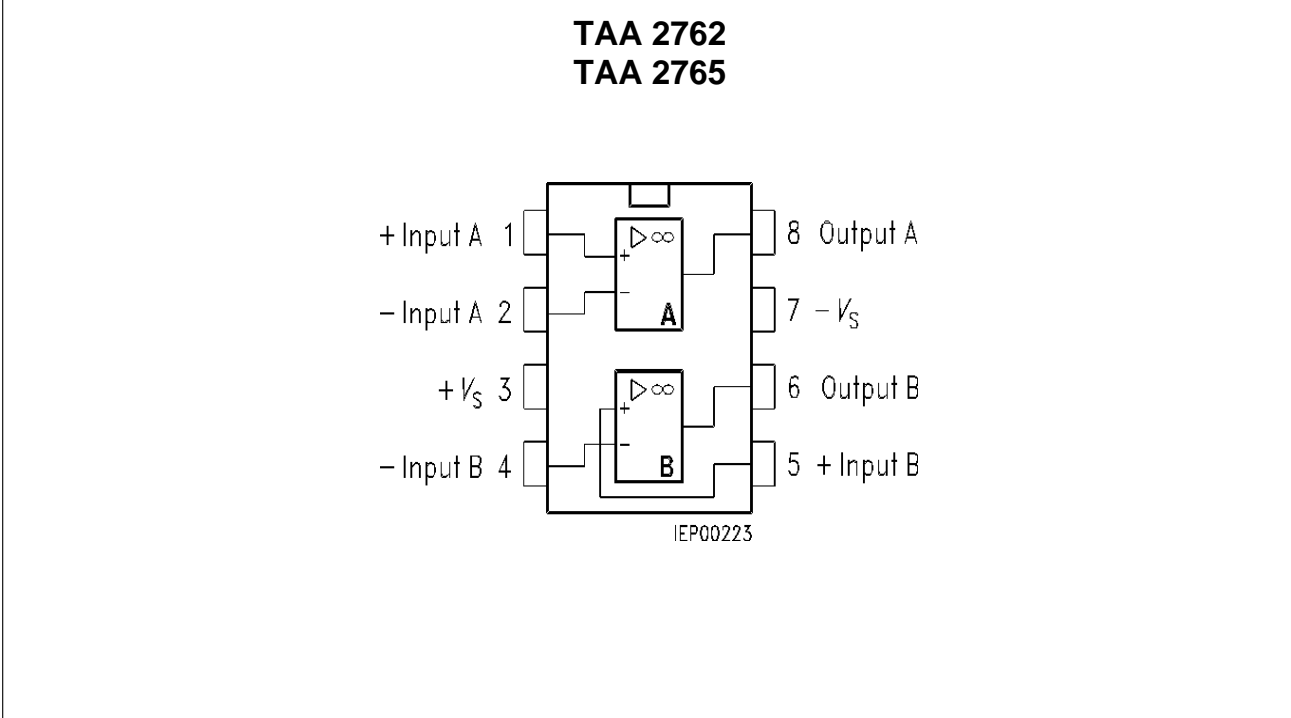 TAA 2762
TAA 2765
+ Input A 1
8 Output A
▷ ∞
+
−
A
− Input A 2
7 − VS
+ VS 3
6 Output B
▷ ∞
+
−
B
− Input B 4
5 + Input B
IEP00223